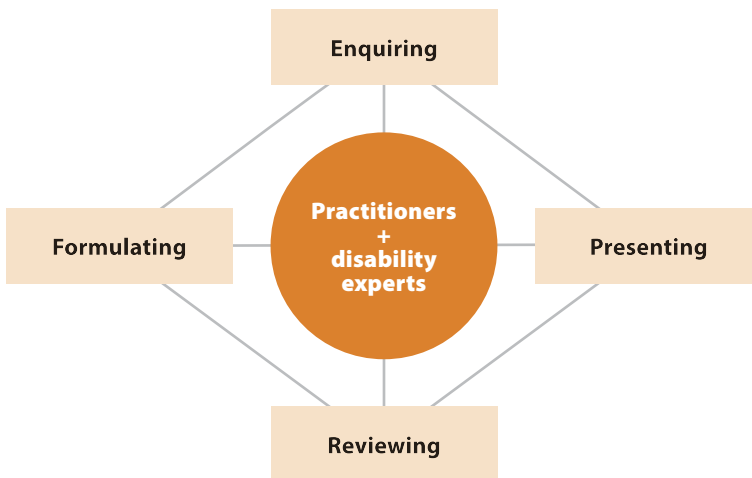 Enquiring
Formulating
Practitioners
+
disability
experts
Presenting
Reviewing